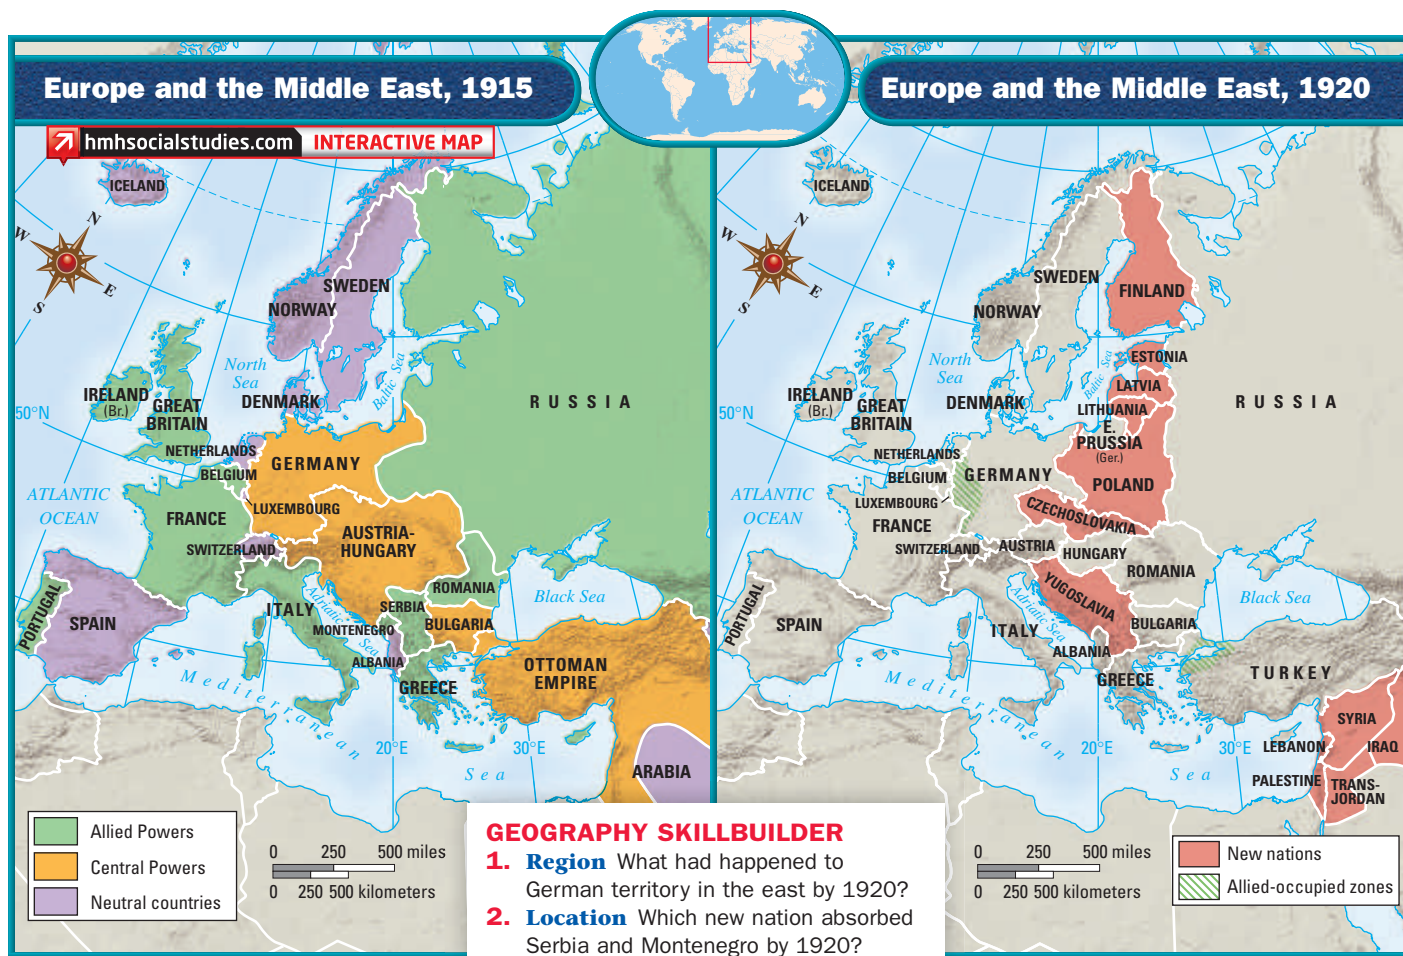 Europe and the Middle East, 1915
hmhsocialstudies.com INTERACTIVE MAP
ICELAND
N
W
E
S
SWEDEN
NORWAY
North
Sea
Baltic Sea
IRELAND
(Br.)
GREAT
BRITAIN
DENMARK
RUSSIA
50°N
NETHERLANDS
BELGIUM
GERMANY
ATLANTIC
OCEAN
LUXEMBOURG
FRANCE
AUSTRIA-
HUNGARY
SWITZERLAND
ROMANIA
PORTUGAL
SPAIN
ITALY
Adriatic Sea
SERBIA
Black Sea
MONTENEGRO
BULGARIA
ALBANIA
OTTOMAN
EMPIRE
GREECE
Mediterranean
Sea
20°E
30°E
ARABIA
Allied Powers
Central Powers
Neutral countries
0 250 500 miles
0 250 500 kilometers
Europe and the Middle East, 1920
ICELAND
N
W
E
S
SWEDEN
FINLAND
NORWAY
North
Sea
Baltic Sea
ESTONIA
LATVIA
IRELAND
(Br.)
GREAT
BRITAIN
DENMARK
LITHUANIA
RUSSIA
50°N
E.
PRUSSIA
(Ger.)
NETHERLANDS
BELGIUM
GERMANY
POLAND
ATLANTIC
OCEAN
LUXEMBOURG
FRANCE
CZECHOSLOVAKIA
SWITZERLAND
AUSTRIA
HUNGARY
ROMANIA
YUGOSLAVIA
PORTUGAL
SPAIN
ITALY
Adriatic Sea
Black Sea
BULGARIA
ALBANIA
GREECE
TURKEY
Mediterranean
Sea
20°E
30°E
SYRIA
LEBANON
IRAQ
PALESTINE
TRANS-
JORDAN
0 250 500 miles
0 250 500 kilometers
New nations
Allied-occupied zones
GEOGRAPHY SKILLBUILDER
1. Region What had happened to
German territory in the east by 1920?
2. Location Which new nation absorbed
Serbia and Montenegro by 1920?